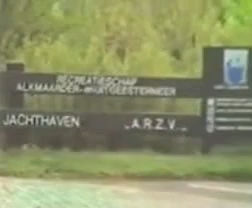 RECREATIESCHAP
ALKMAARDER- en UITGEESTERMEER
JACHTHAVEN „A.R.Z.V.„